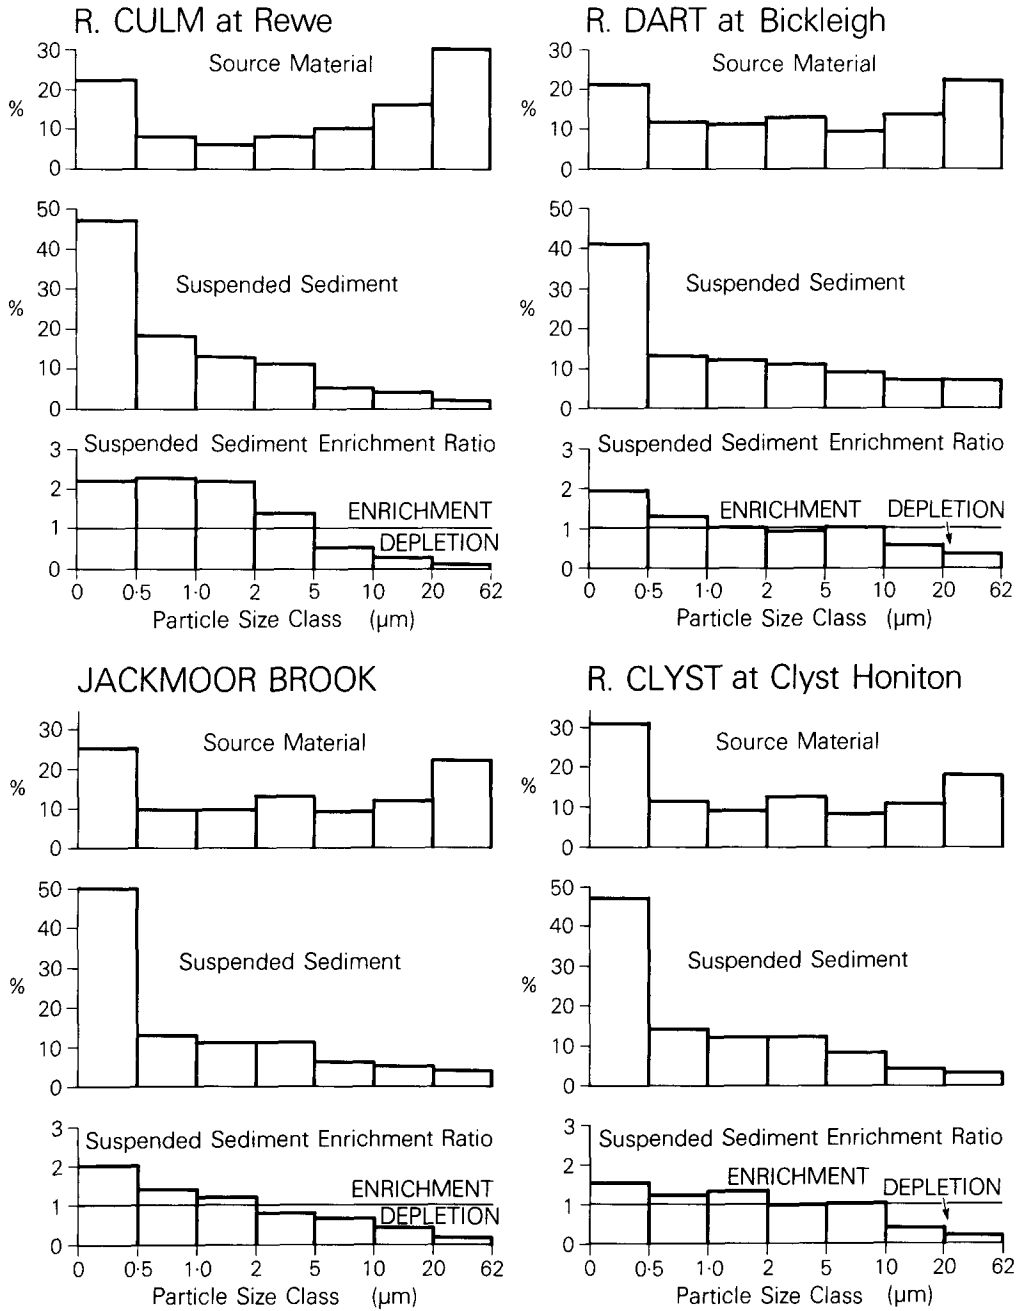 R. CULM at Rewe
Source Material
30
20
%
10
0
50
40
Suspended Sediment
30
%
20
10
0
3
Suspended Sediment Enrichment Ratio
2
ENRICHMENT
1
DEPLETION
0
0 0·5 1·0 2 5 10 20 62
Particle Size Class (µm)
R. DART at Bickleigh
Source Material
30
20
%
10
0
50
40
Suspended Sediment
30
%
20
10
0
3
Suspended Sediment Enrichment Ratio
2
ENRICHMENT DEPLETION
1
0
0 0·5 1·0 2 5 10 20 62
Particle Size Class (µm)
JACKMOOR BROOK
30
Source Material
20
%
10
0
50
40
Suspended Sediment
30
%
20
10
0
3
Suspended Sediment Enrichment Ratio
2
ENRICHMENT
1
DEPLETION
0
0 0·5 1·0 2 5 10 20 62
Particle Size Class (µm)
R. CLYST at Clyst Honiton
30
Source Material
20
%
10
0
50
40
Suspended Sediment
30
%
20
10
0
3
Suspended Sediment Enrichment Ratio
2
ENRICHMENT DEPLETION
1
0
0 0·5 1·0 2 5 10 20 62
Particle Size Class (µm)